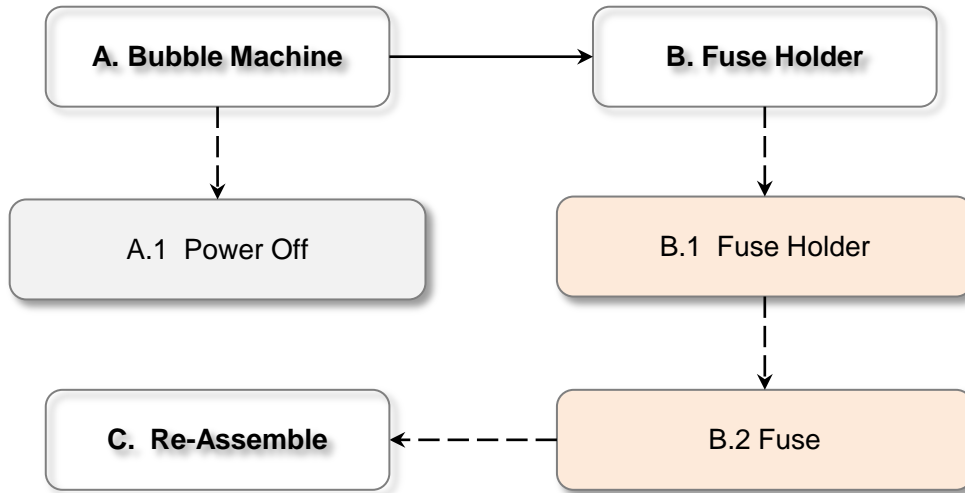 A. Bubble Machine
B. Fuse Holder
A.1 Power Off
B.1 Fuse Holder
C. Re-Assemble
B.2 Fuse